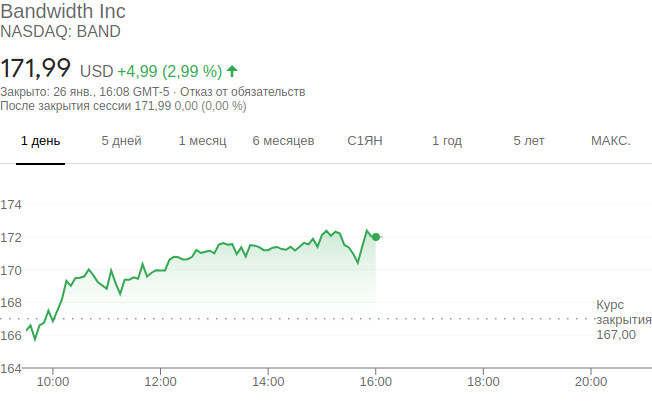 Bandwidth Inc
NASDAQ: BAND
171,99 USD +4,99 (2,99 %)
Закрыто: 26 янв., 16:08 GMT-5 · Отказ от обязательств
После закрытия сессии 171,99 0,00 (0,00 %)
1 день 5 дней 1 месяц 6 месяцев С1ЯН 1 год 5 лет МАКС.
174
172
170
168
166
164
Курс
закрытия
167,00
10:00 12:00 14:00 16:00 18:00 20:00